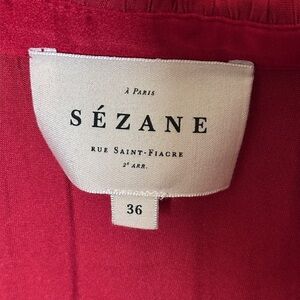 À PARIS
SÉZANE
RUE SAINT-FIACRE
2ᴱ ARR.
36